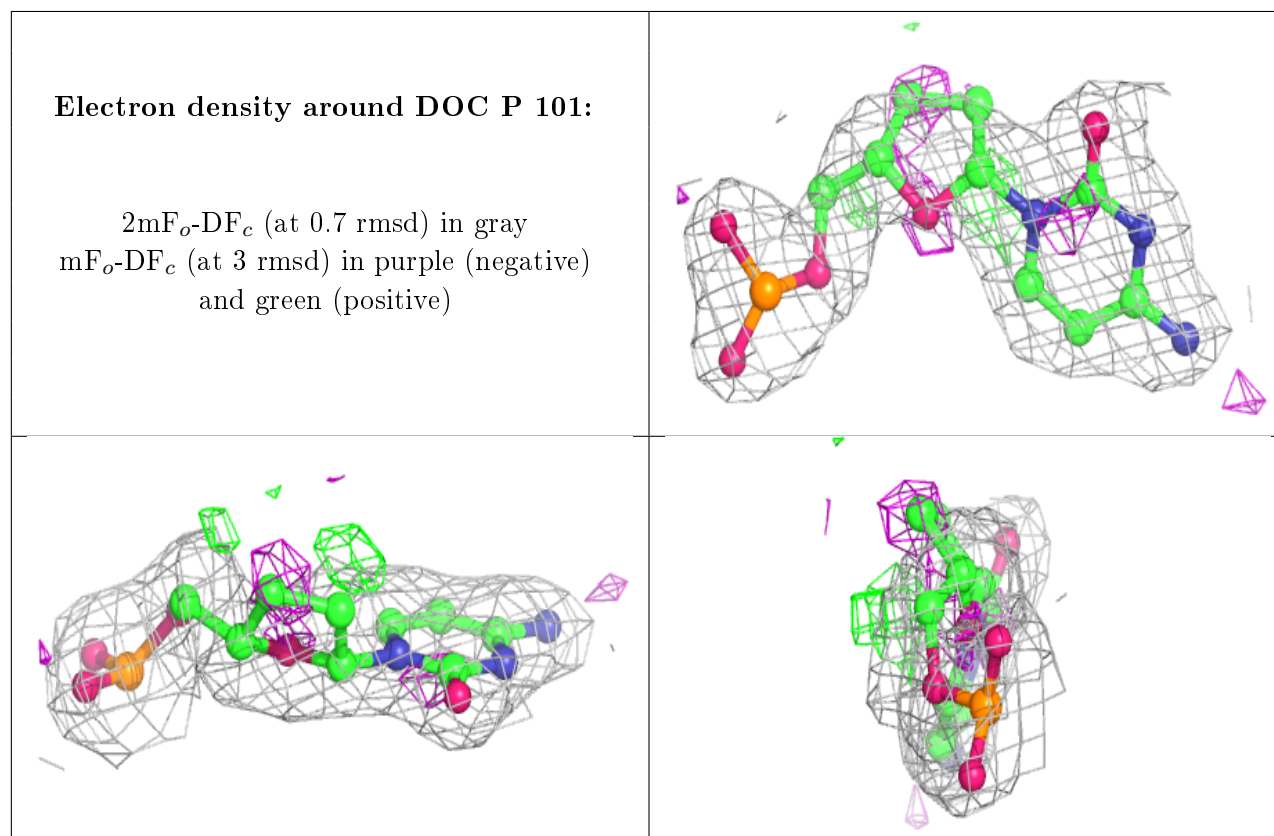 Electron density around DOC P 101:
2mFo-DFc (at 0.7 rmsd) in gray
mFo-DFc (at 3 rmsd) in purple (negative)
and green (positive)